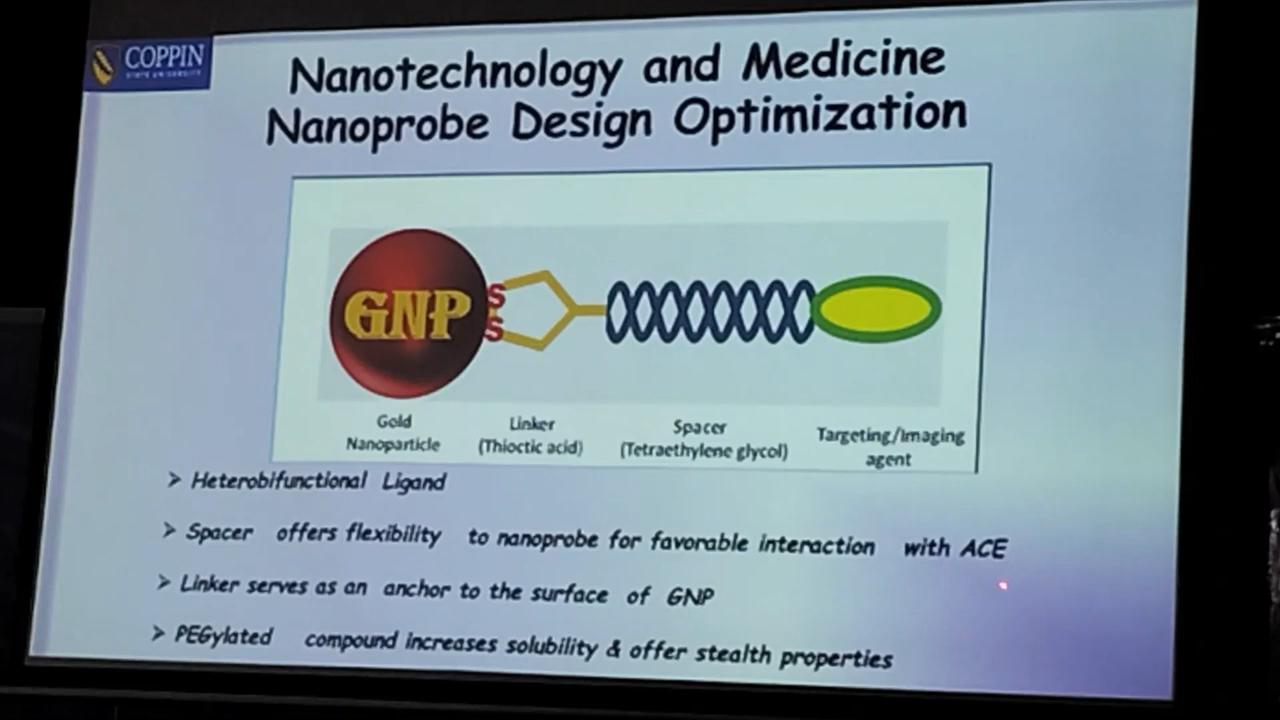 COPPIN
STATE UNIVERSITY
Nanotechnology and Medicine
Nanoprobe Design Optimization
GNP
S
S
Gold
Nanoparticle
Linker
(Thioctic acid)
Spacer
(Tetraethylene glycol)
Targeting/Imaging
agent
➤ Heterobifunctional Ligand
➤ Spacer offers flexibility to nanoprobe for favorable interaction with ACE
➤ Linker serves as an anchor to the surface of GNP
➤ PEGylated compound increases solubility & offer stealth properties